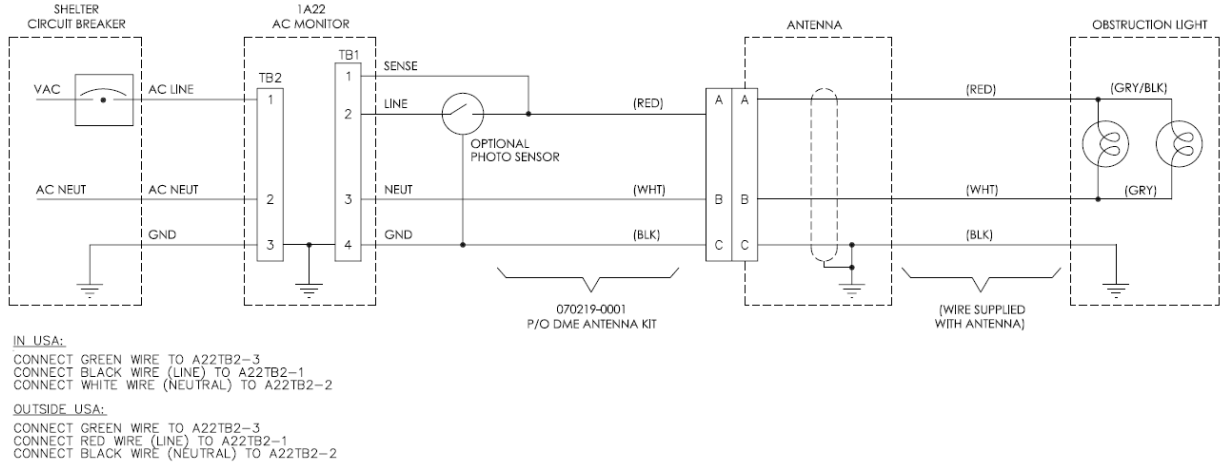 SHELTER
CIRCUIT BREAKER
1A22
AC MONITOR
ANTENNA
OBSTRUCTION LIGHT
TB2
TB1
VAC
AC LINE
1
1
SENSE
2
LINE
(RED)
A
A
(RED)
(GRY/BLK)
OPTIONAL
PHOTO SENSOR
AC NEUT
AC NEUT
2
3
NEUT
(WHT)
B
B
(WHT)
(GRY)
GND
3
4
GND
(BLK)
C
C
(BLK)
070219-0001
P/O DME ANTENNA KIT
(WIRE SUPPLIED
WITH ANTENNA)
IN USA:
CONNECT GREEN WIRE TO A22TB2-3
CONNECT BLACK WIRE (LINE) TO A22TB2-1
CONNECT WHITE WIRE (NEUTRAL) TO A22TB2-2
OUTSIDE USA:
CONNECT GREEN WIRE TO A22TB2-3
CONNECT RED WIRE (LINE) TO A22TB2-1
CONNECT BLACK WIRE (NEUTRAL) TO A22TB2-2